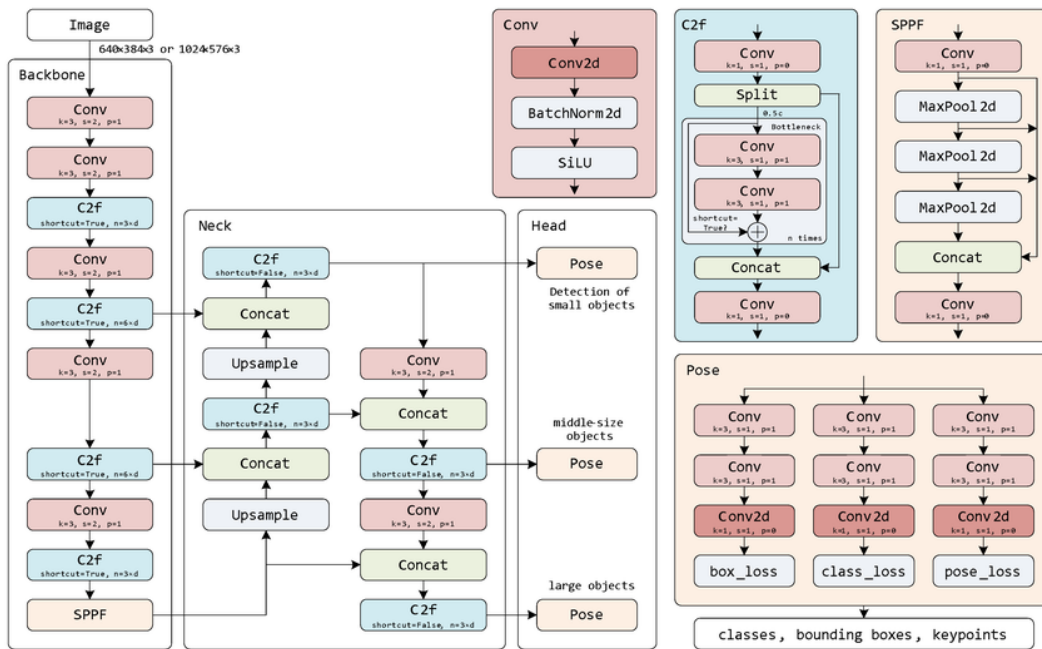 Image
640×384×3 or 1024×576×3
Backbone
Conv
k=3, s=2, p=1
Conv
k=3, s=2, p=1
C2f
shortcut=True, n=3×d
Conv
k=3, s=2, p=1
C2f
shortcut=True, n=6×d
Conv
k=3, s=2, p=1
C2f
shortcut=True, n=6×d
Conv
k=3, s=2, p=1
C2f
shortcut=True, n=3×d
SPPF
Neck
C2f
shortcut=False, n=3×d
Concat
Upsample
C2f
shortcut=False, n=3×d
Concat
Upsample
Conv
k=3, s=2, p=1
Concat
C2f
shortcut=False, n=3×d
Conv
k=3, s=2, p=1
Concat
C2f
shortcut=False, n=3×d
Head
Pose
Detection of
small objects
middle-size
objects
Pose
large objects
Pose
Conv
Conv2d
BatchNorm2d
SiLU
C2f
Conv
k=1, s=1, p=0
Split
0.5c
Bottleneck
Conv
k=3, s=1, p=1
Conv
k=3, s=1, p=1
shortcut=
True?
+
n times
Concat
Conv
k=1, s=1, p=0
SPPF
Conv
k=1, s=1, p=0
MaxPool2d
MaxPool2d
MaxPool2d
Concat
Conv
k=1, s=1, p=0
Pose
Conv
k=3, s=1, p=1
Conv
k=3, s=1, p=1
Conv
k=3, s=1, p=1
Conv
k=3, s=1, p=1
Conv
k=3, s=1, p=1
Conv
k=3, s=1, p=1
Conv2d
k=1, s=1, p=0
Conv2d
k=1, s=1, p=0
Conv2d
k=1, s=1, p=0
box_loss
class_loss
pose_loss
classes, bounding boxes, keypoints